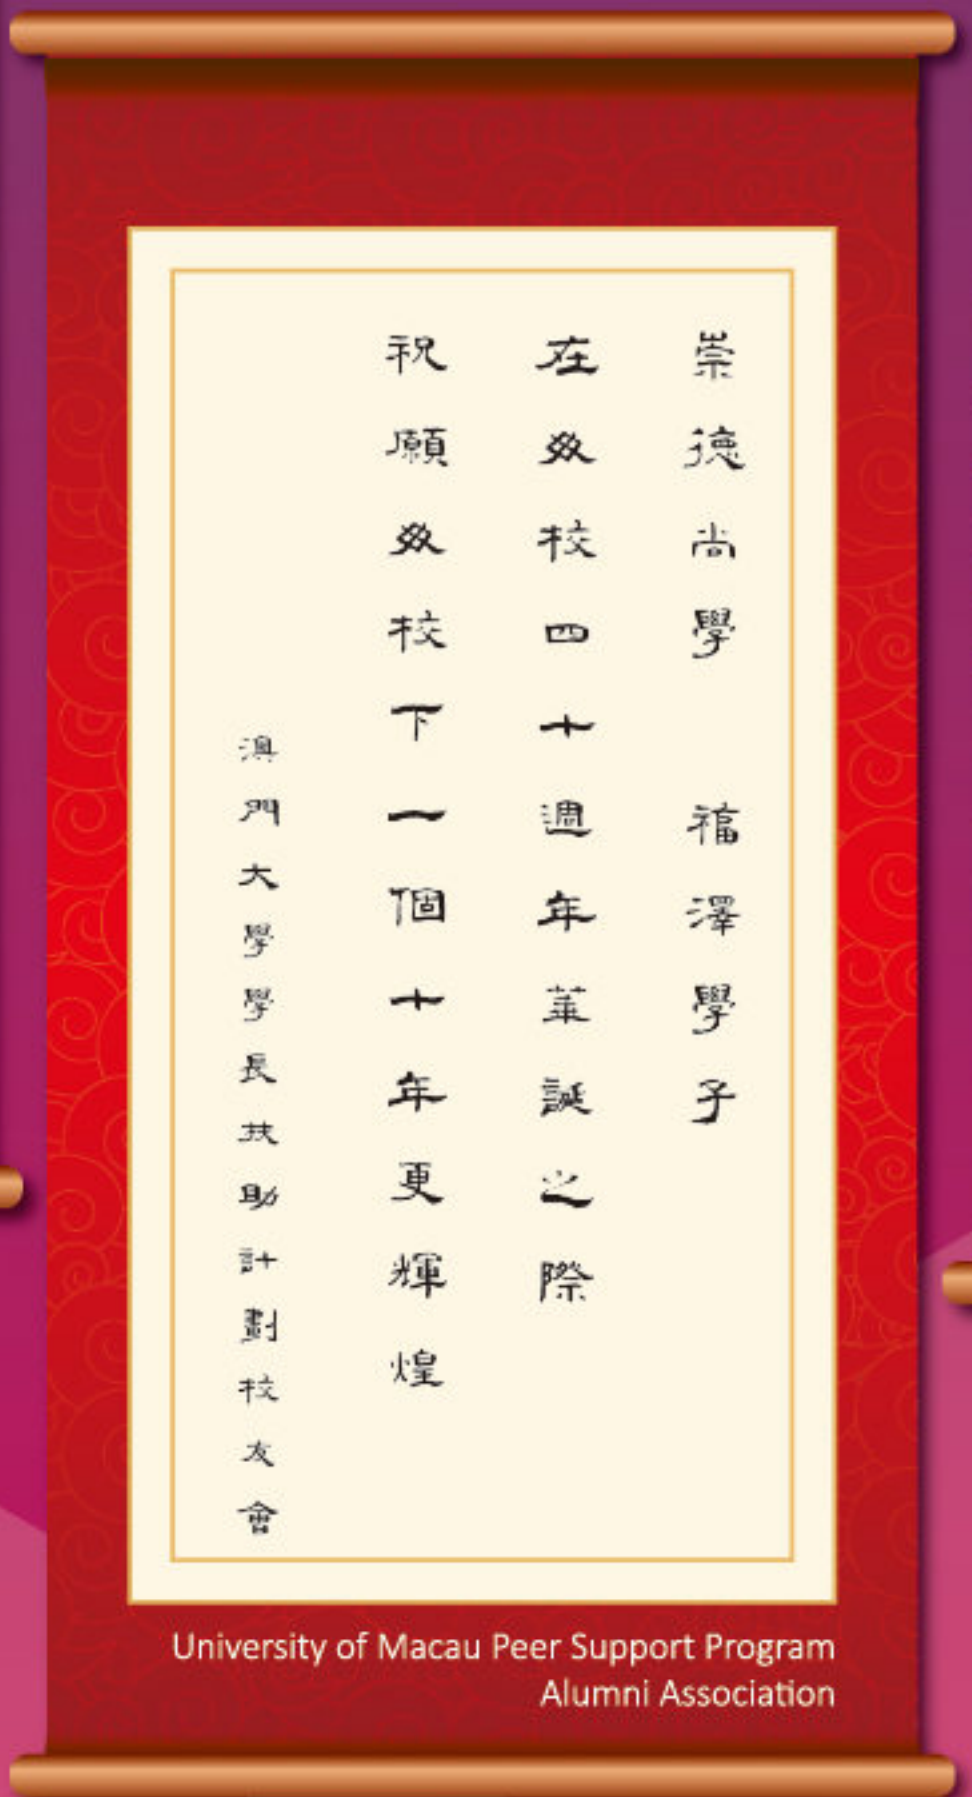 崇德尚學　福澤學子
在母校四十週年華誕之際
祝願母校下一個十年更輝煌
澳門大學學長扶助計劃校友會
University of Macau Peer Support Program
Alumni Association